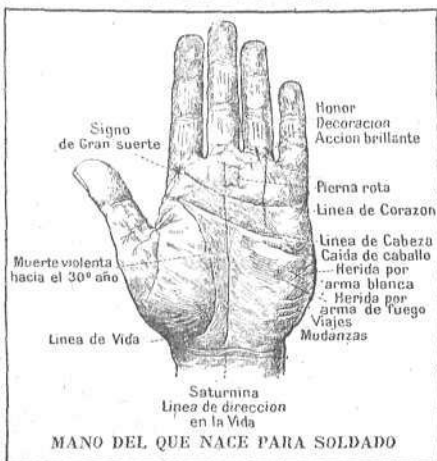 Signo
de Gran suerte
Muerte violenta
hacia el 30º año
Linea de Vida
Honor
Decoracion
Accion brillante
Pierna rota
Linea de Corazon
Linea de Cabeza
Caida de caballo
Herida por
arma blanca
Herida por
arma de fuego
Viajes
Mudanzas
Saturnina
Linea de direccion
en la Vida
MANO DEL QUE NACE PARA SOLDADO